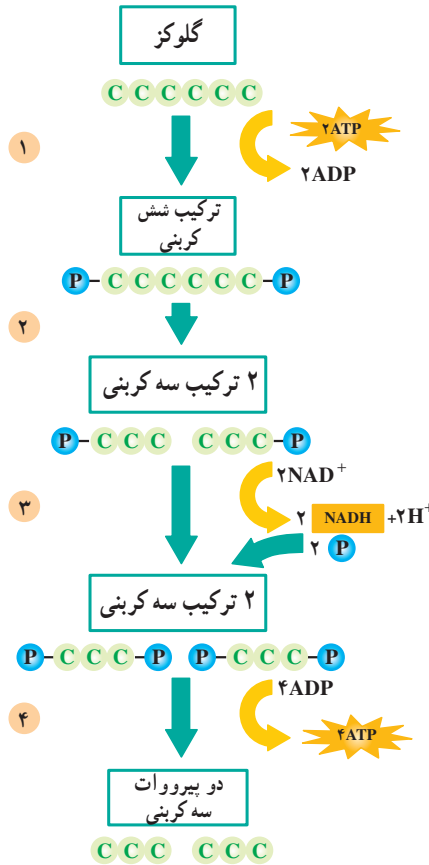 گلوکز
C C C C C C
۲ATP
۱
۲ADP
ترکیب شش
کربنی
P C C C C C C P
۲
۲ ترکیب سه کربنی
P C C C C C C P
۲NAD+
۳
۲ NADH +۲H+
۲ P
۲ ترکیب سه کربنی
P C C C P P C C C P
۴ADP
۴
۴ATP
دو پیرووات
سه کربنی
C C C C C C